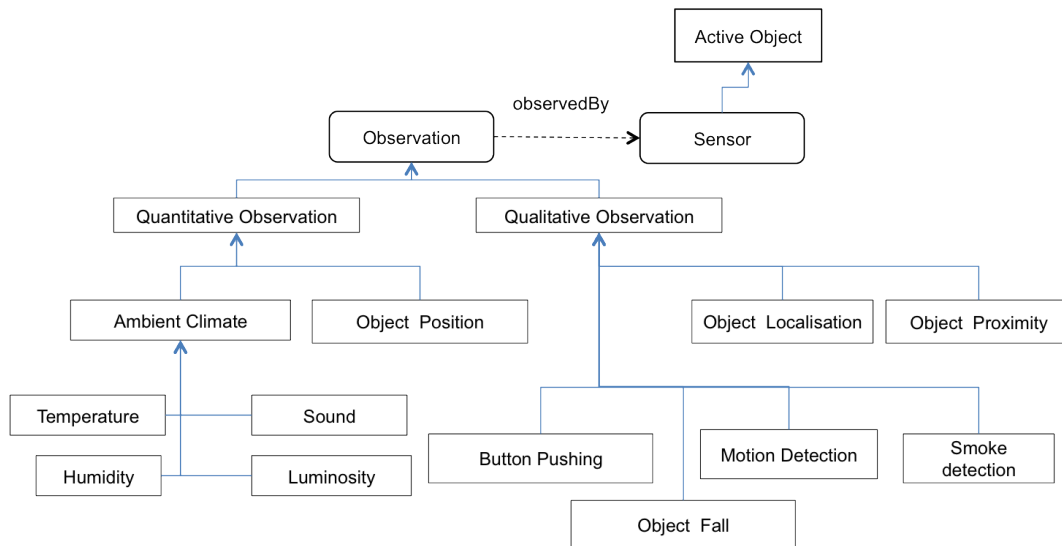 Active Object
observedBy
Observation
Sensor
Quantitative Observation
Qualitative Observation
Ambient Climate
Object Position
Object Localisation
Object Proximity
Temperature
Sound
Button Pushing
Motion Detection
Smoke
detection
Humidity
Luminosity
Object Fall